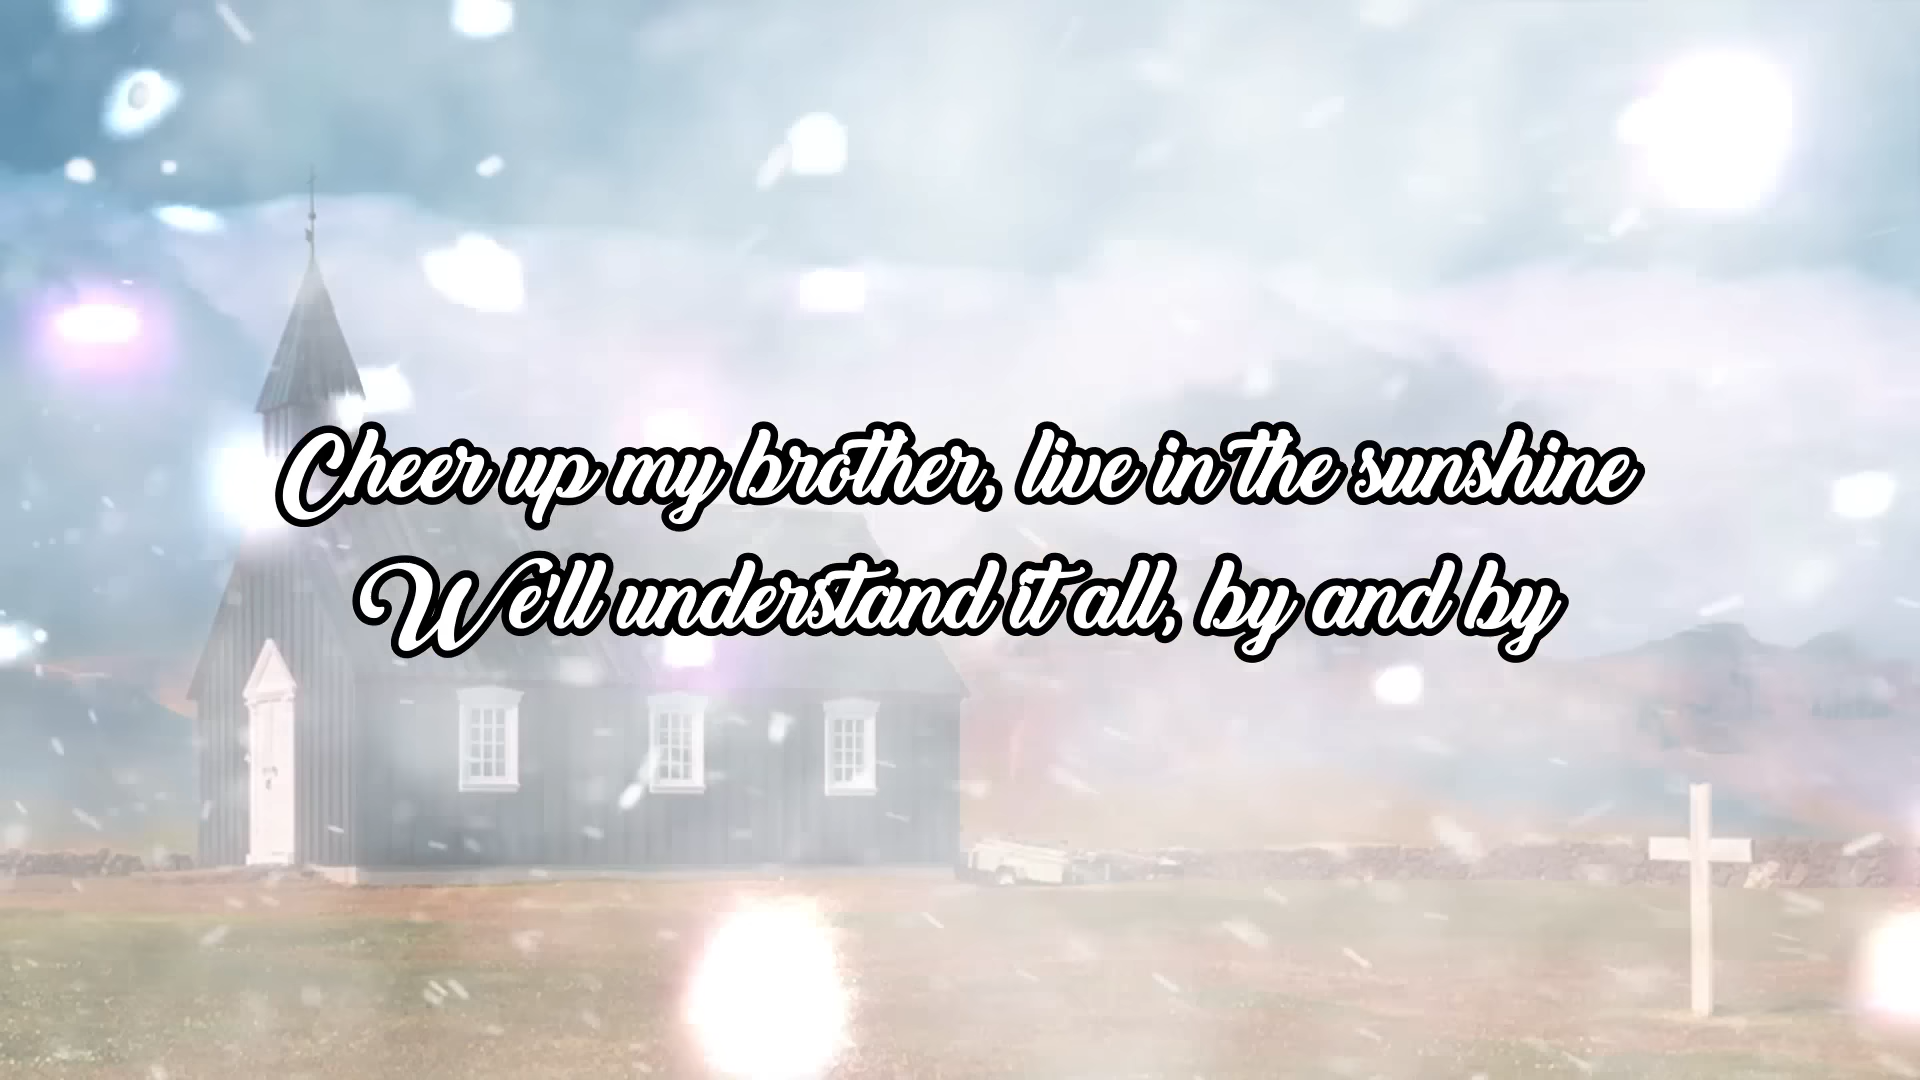 Cheer up my brother, live in the sunshine
We'll understand it all, by and by